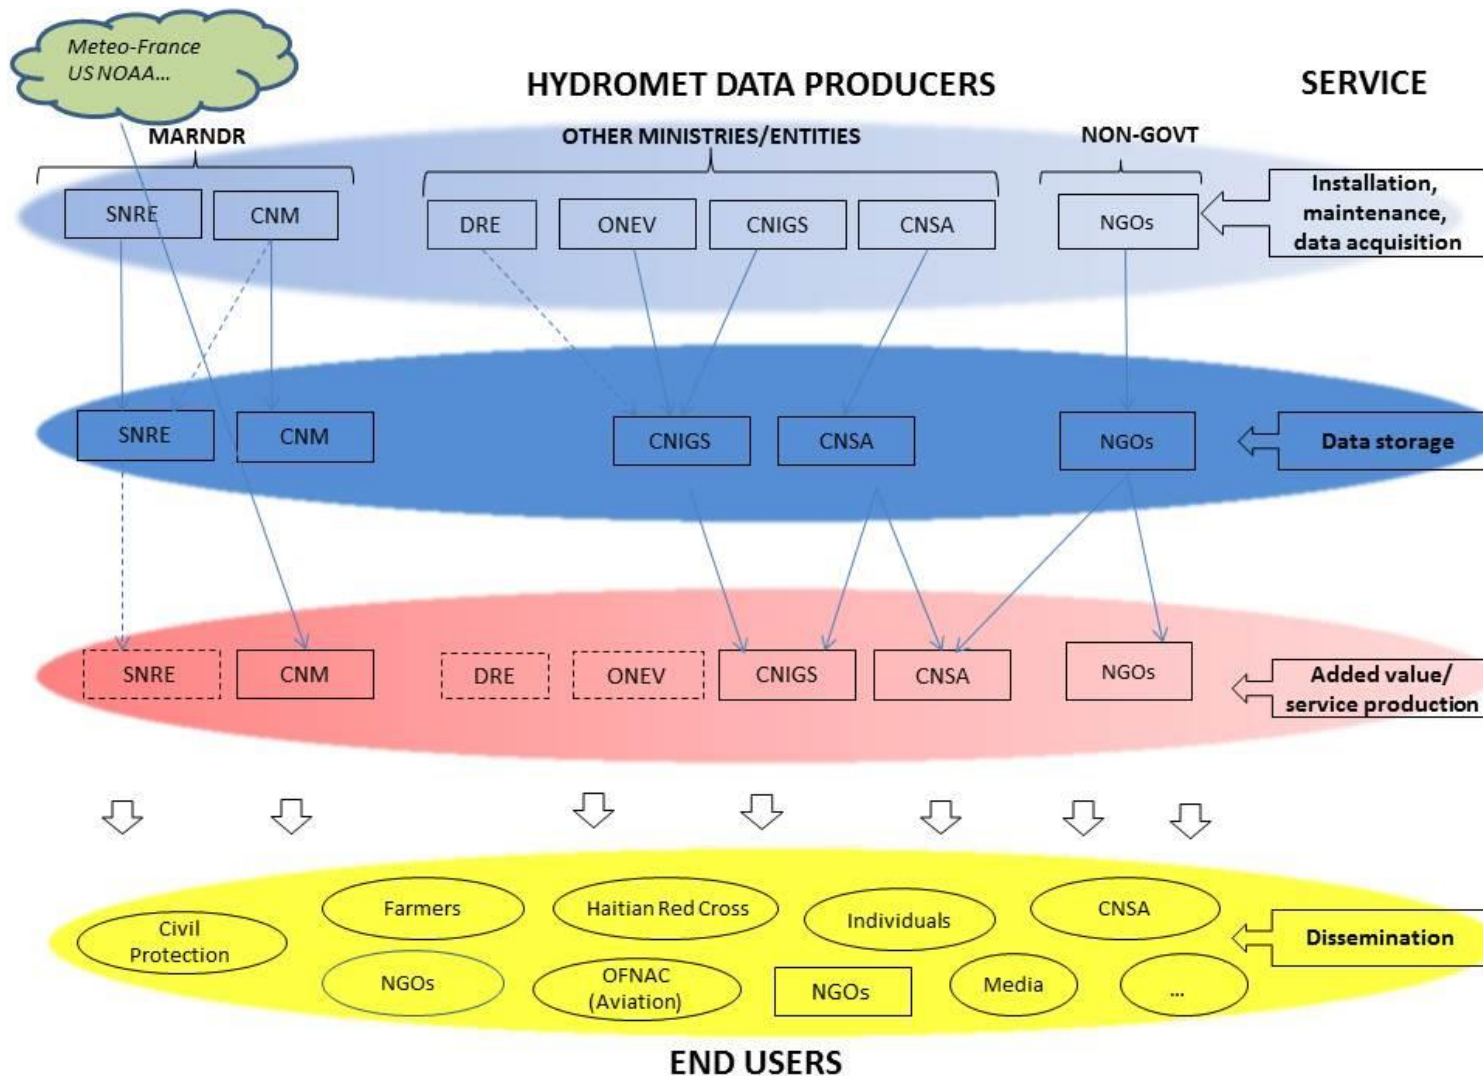 Meteo-France
US NOAA...
HYDROMET DATA PRODUCERS
SERVICE
MARNDR
OTHER MINISTRIES/ENTITIES
NON-GOVT
SNRE
CNM
DRE
ONEV
CNIGS
CNSA
NGOs
Installation,
maintenance,
data acquisition
SNRE
CNM
CNIGS
CNSA
NGOs
Data storage
SNRE
CNM
DRE
ONEV
CNIGS
CNSA
NGOs
Added value/
service production
Civil
Protection
Farmers
Haitian Red Cross
Individuals
CNSA
Dissemination
NGOs
OFNAC
(Aviation)
NGOs
Media
...
END USERS